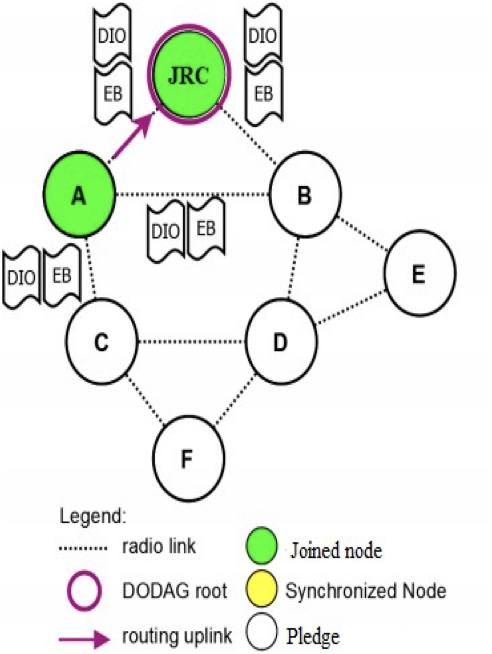 DIO
DIO
JRC
EB
EB
A
B
DIO EB
DIO EB
E
C
D
F
Legend:
radio link
Joined node
DODAG root
Synchronized Node
routing uplink
Pledge